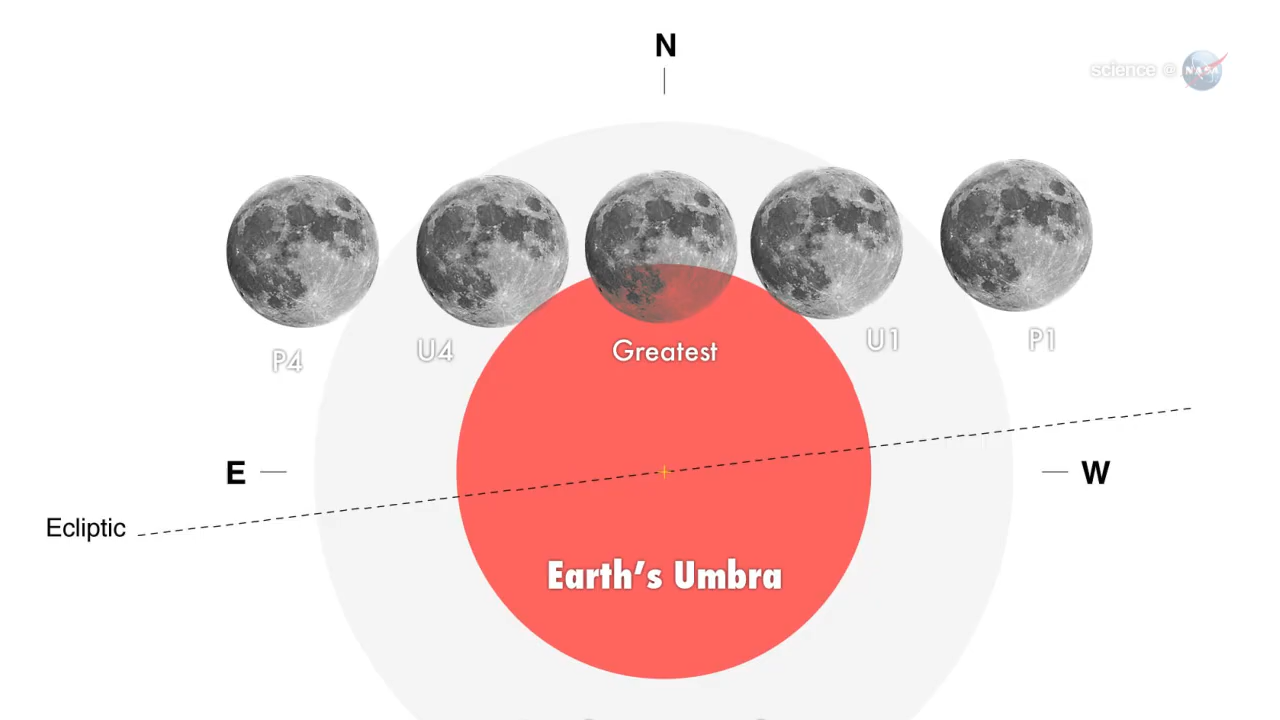 N
science @ NASA
P4
U4
Greatest
U1
P1
E
W
Ecliptic
Earth's Umbra